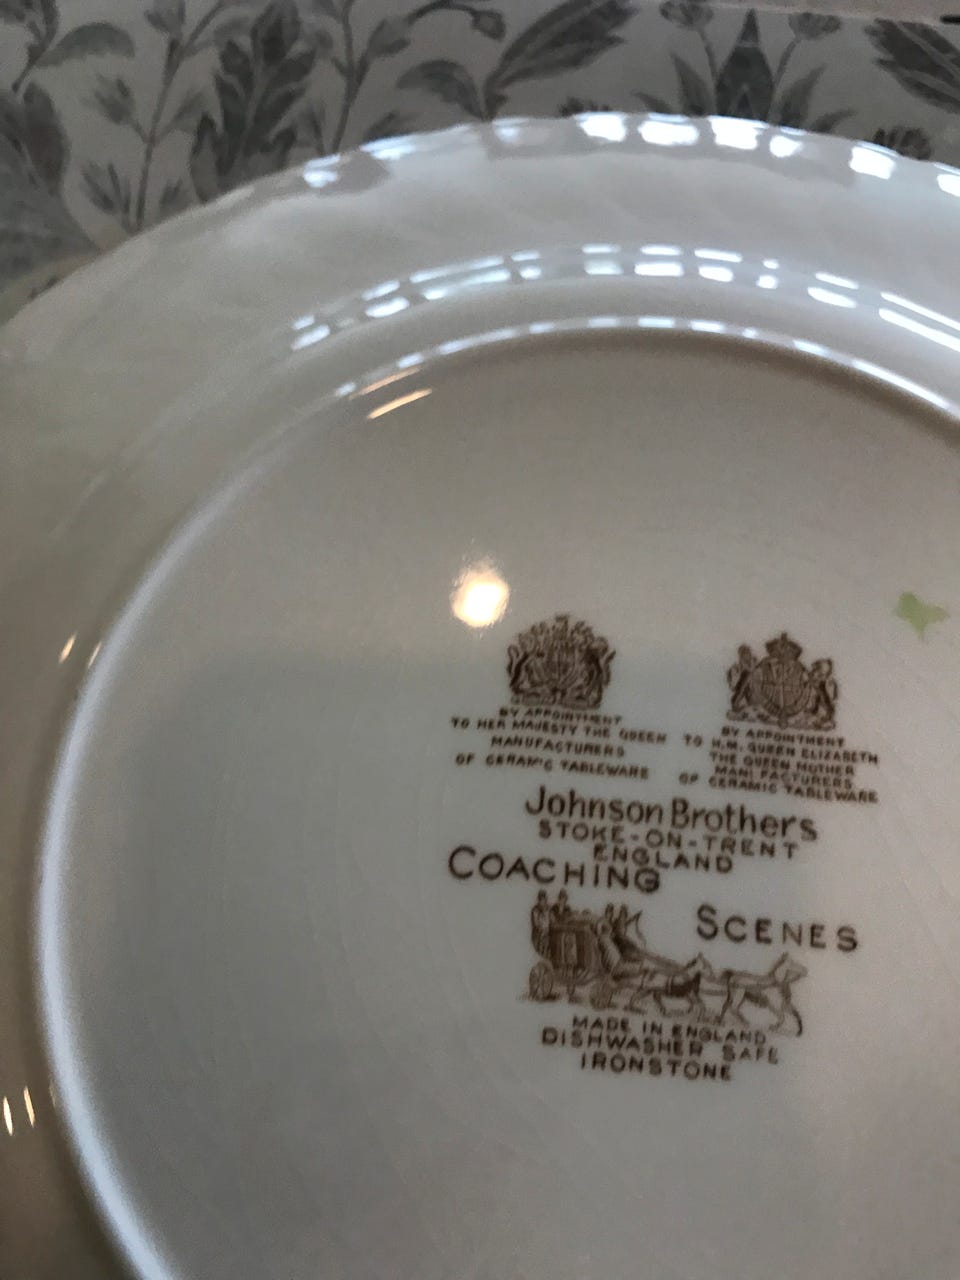 BY APPOINTMENT
TO HER MAJESTY THE QUEEN
MANUFACTURERS
OF CERAMIC TABLEWARE
BY APPOINTMENT
TO H.M. QUEEN ELIZABETH
THE QUEEN MOTHER
MANUFACTURERS
OF CERAMIC TABLEWARE
Johnson Brothers
STOKE-ON-TRENT
ENGLAND
COACHING
SCENES
MADE IN ENGLAND
DISHWASHER SAFE
IRONSTONE